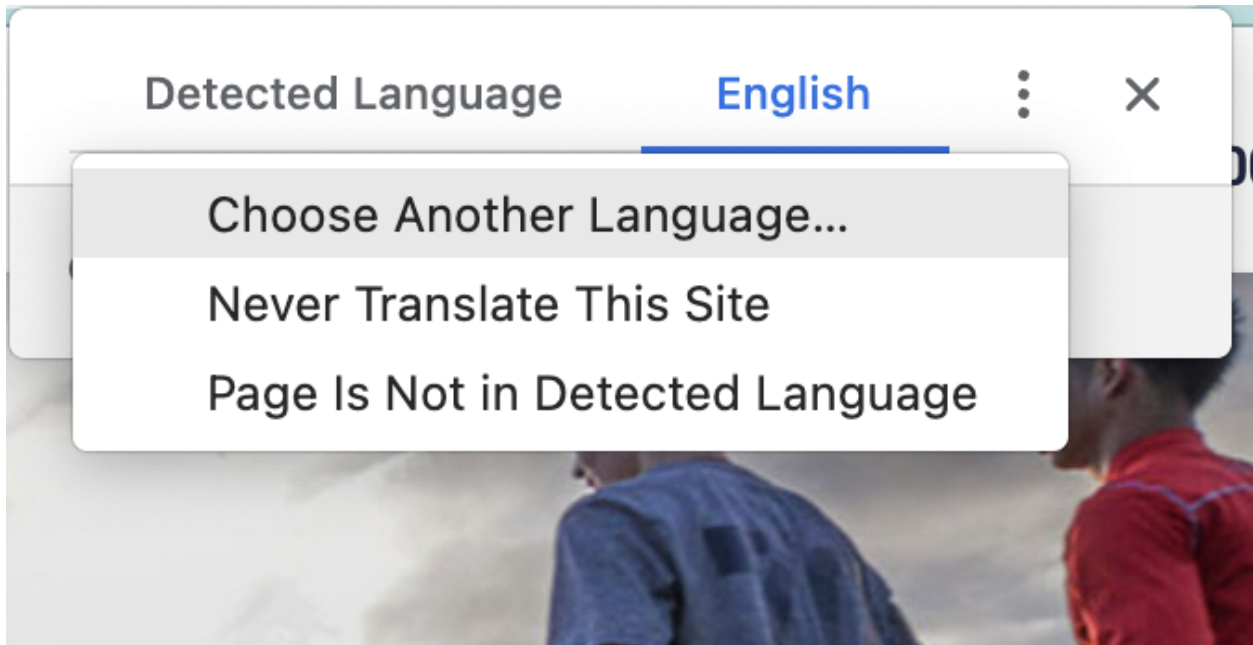 Detected Language English
Choose Another Language...
Never Translate This Site
Page Is Not in Detected Language